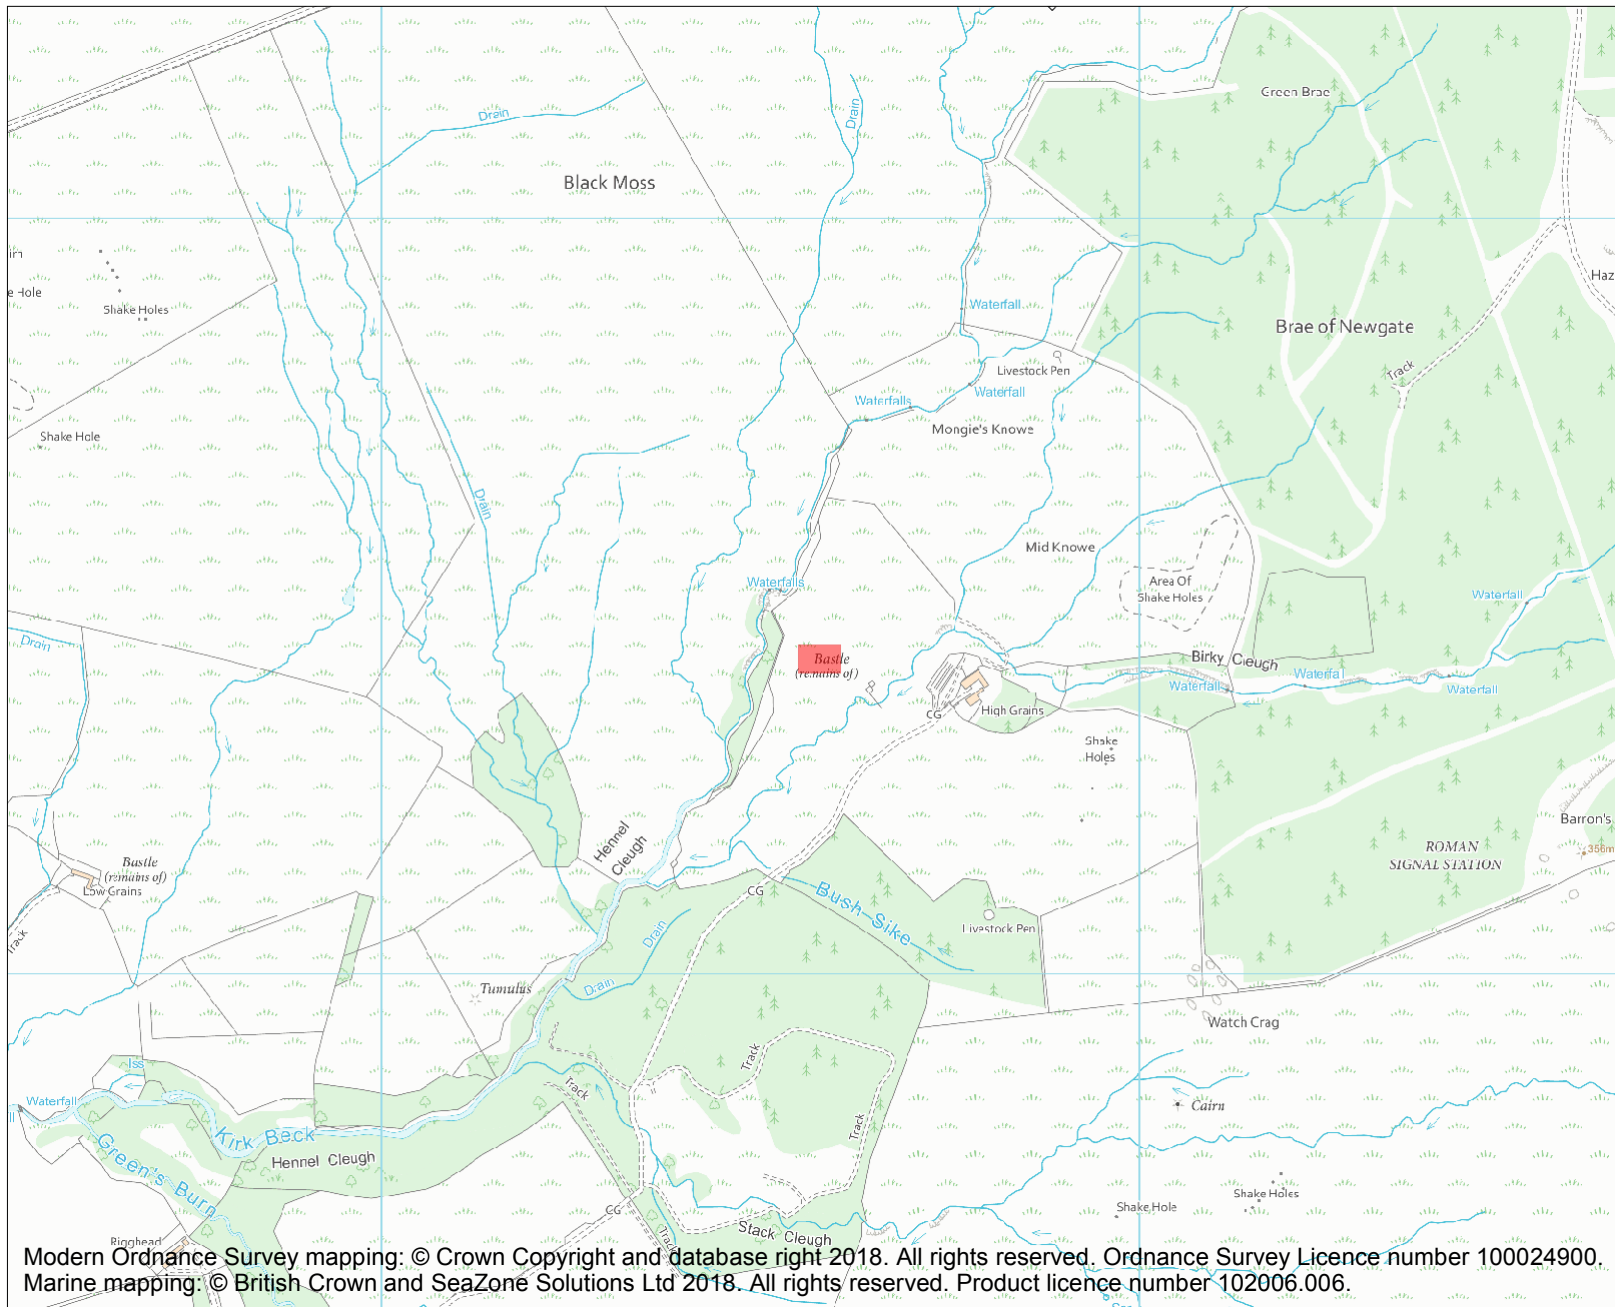 Green Brae
Drain
Drain
Black Moss
Shake Holes
e Hole
Haz
Waterfall
Brae of Newgate
Livestock Pen
Track
Waterfall
Waterfalls
Mongie's Knowe
Shake Hole
Drain
Mid Knowe
Area Of
Shake Holes
Waterfalls
Waterfall
Drain
Bastle
(remains of)
Birky Cleugh
Waterfall
Waterfall
Waterfall
High Grains
CG
Shake
Holes
Barron's
Hennel
Cleugh
ROMAN
SIGNAL STATION
356m
Bastle
(remains of)
Low Grains
CG
Bush Sike
Livestock Pen
Drain
Track
Drain
Tumulus
Watch Crag
Iss
Track
Track
Waterfall
Cairn
Kirk Beck
Track
Green's Burn
Hennel Cleugh
Shake Holes
Shake Hole
CG
Stack Cleugh
Track
Rigghead
Modern Ordnance Survey mapping: © Crown Copyright and database right 2018. All rights reserved. Ordnance Survey Licence number 100024900.
Marine mapping: © British Crown and SeaZone Solutions Ltd 2018. All rights reserved. Product licence number 102006.006.